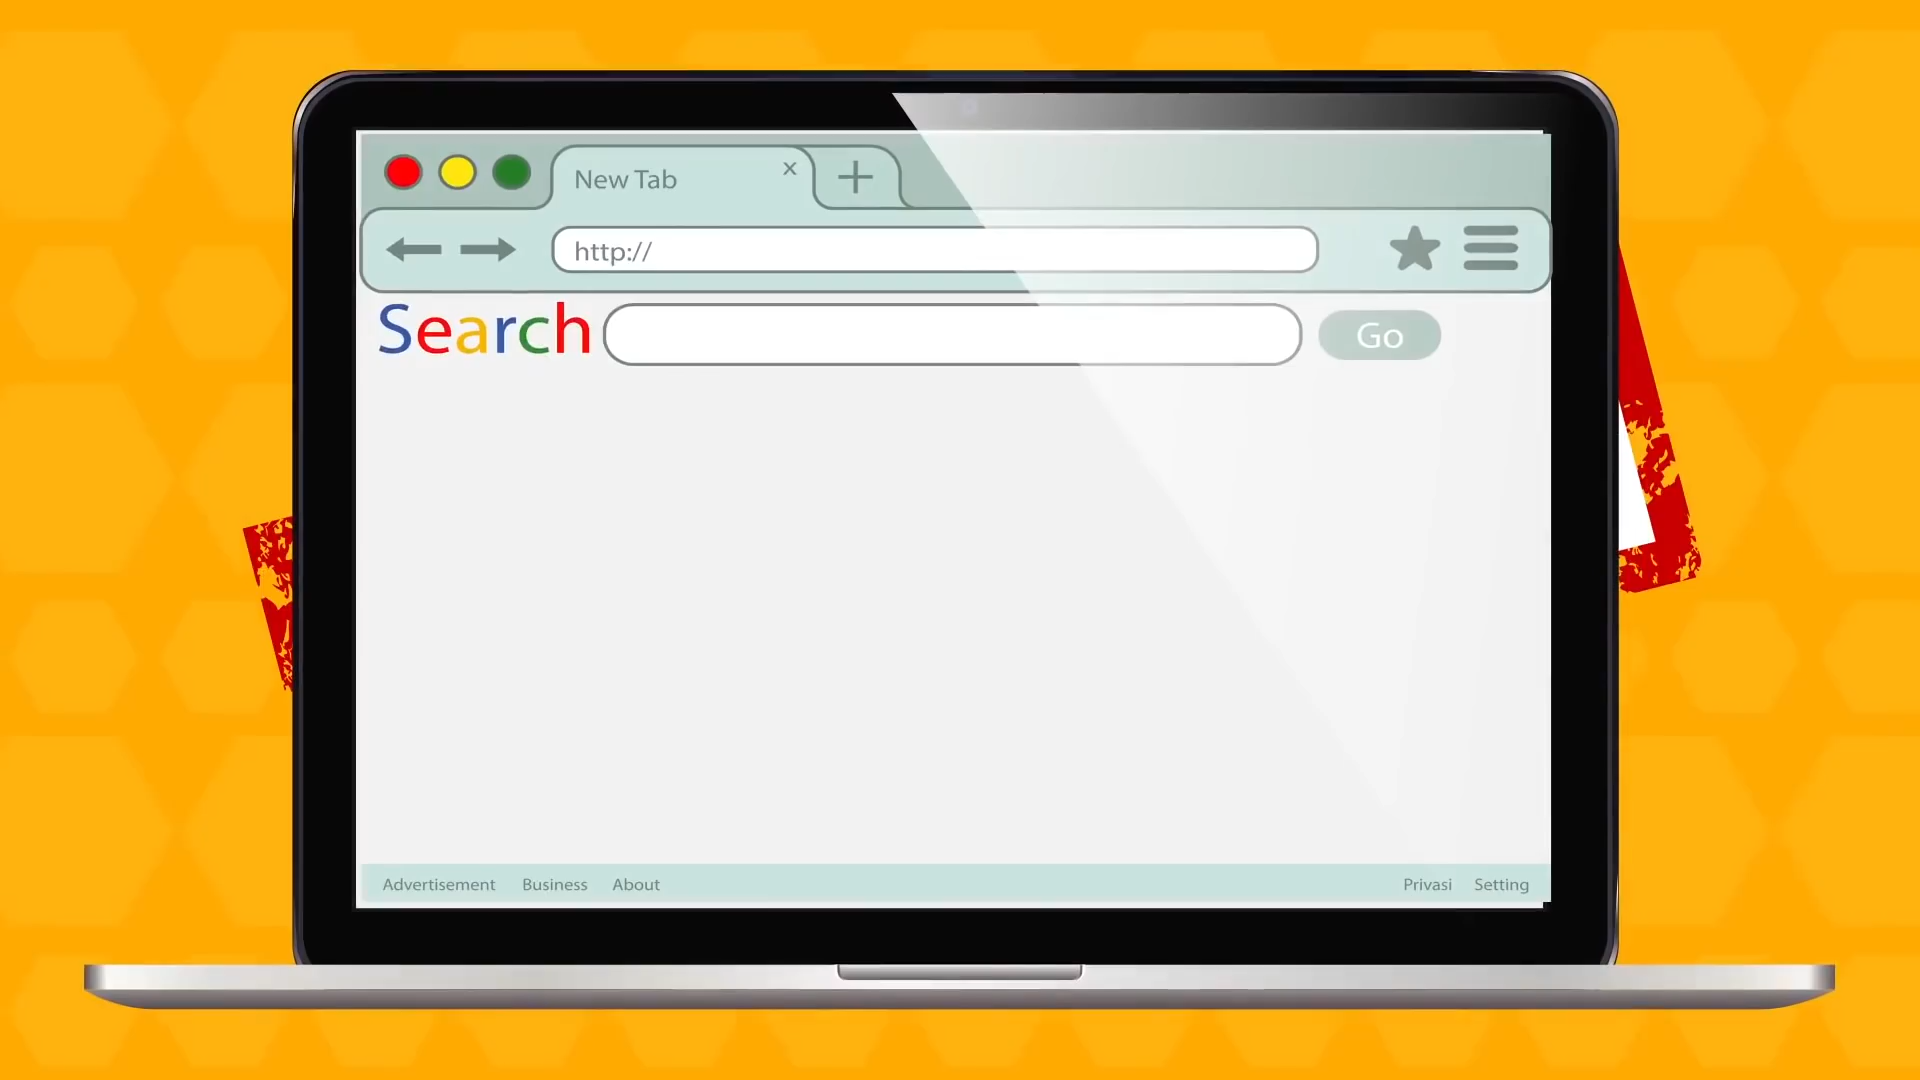 New Tab
http://
Search
Go
Advertisement Business About Privasi Setting